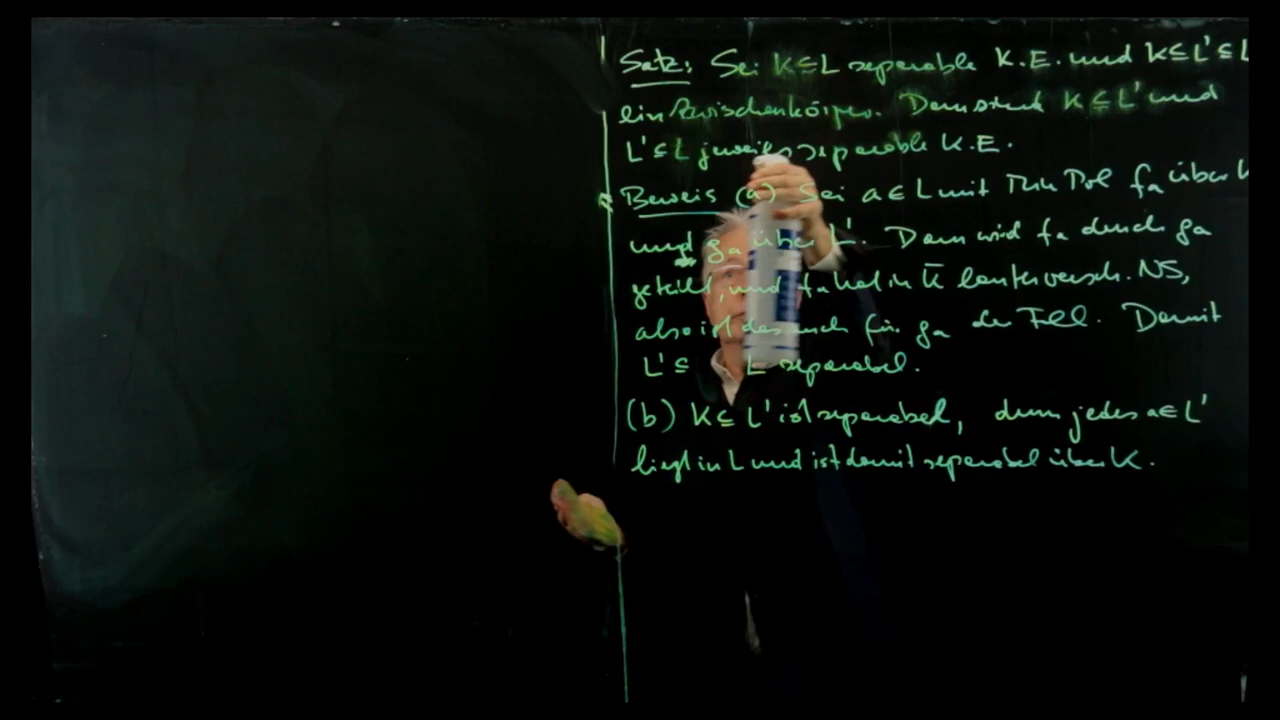 Satz: Sei K⊆L separable K.E. und K⊆L'⊆L
ein Zwischenkörper. Dann sind K⊆L' und
L'⊆L jeweils separable K.E.
Beweis (a) Sei a∈L mit Min Pol fa über K
und ga über L'. Dann wird fa durch ga
geteilt, und fa hat in K̄ lauter versch. NS,
also ist das auch für ga der Fall. Damit
L'⊆ L separabel.
(b) K⊆L' ist separabel, denn jedes a∈L'
liegt in L und ist damit separabel über K.